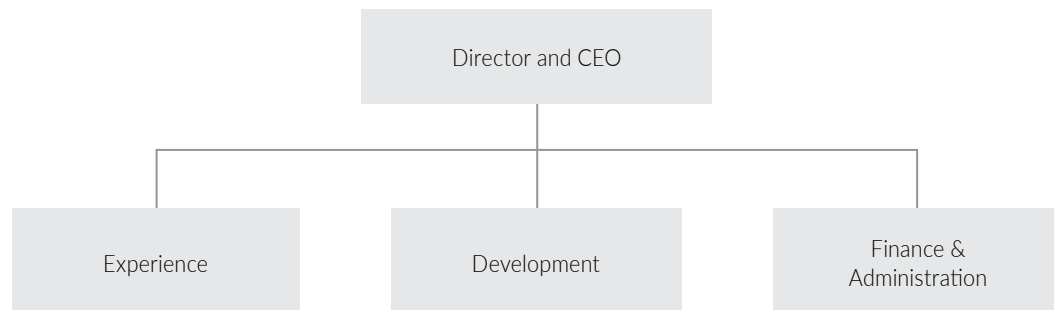 Director and CEO
Experience
Development
Finance &
Administration